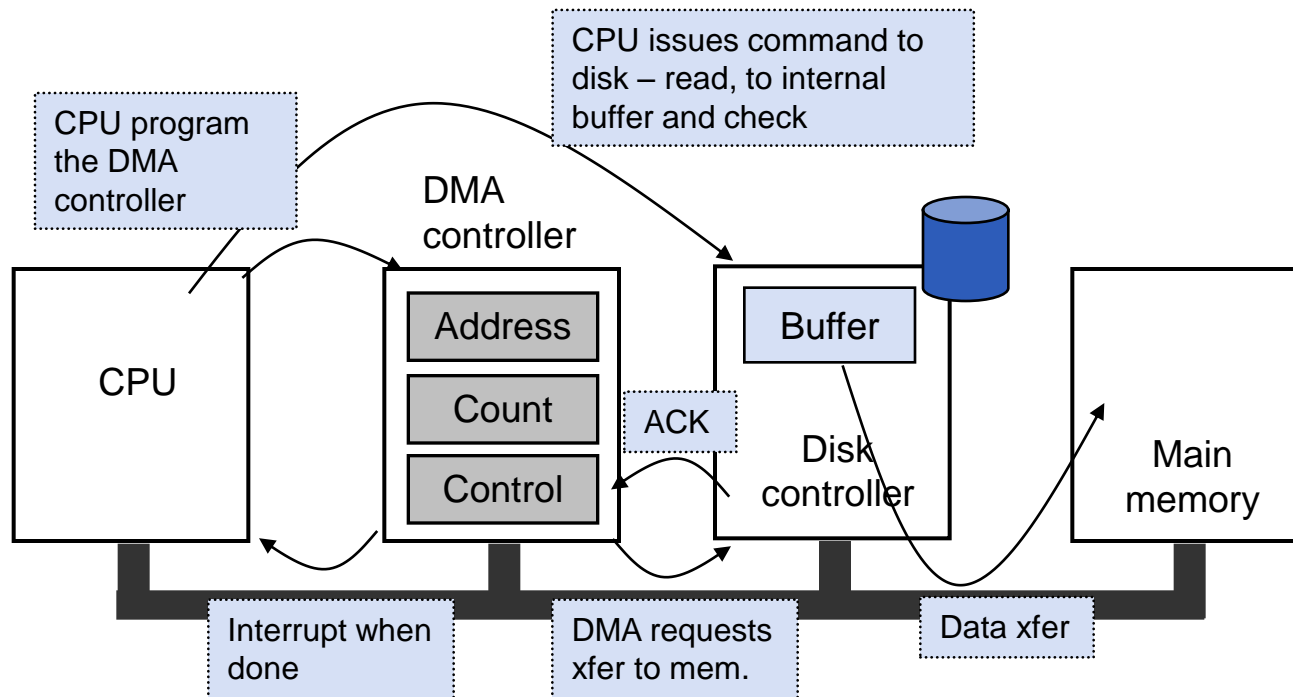 CPU issues command to
disk – read, to internal
buffer and check
CPU program
the DMA
controller
DMA
controller
Address
Count
Control
CPU
Buffer
ACK
Disk
controller
Main
memory
Interrupt when
done
DMA requests
xfer to mem.
Data xfer